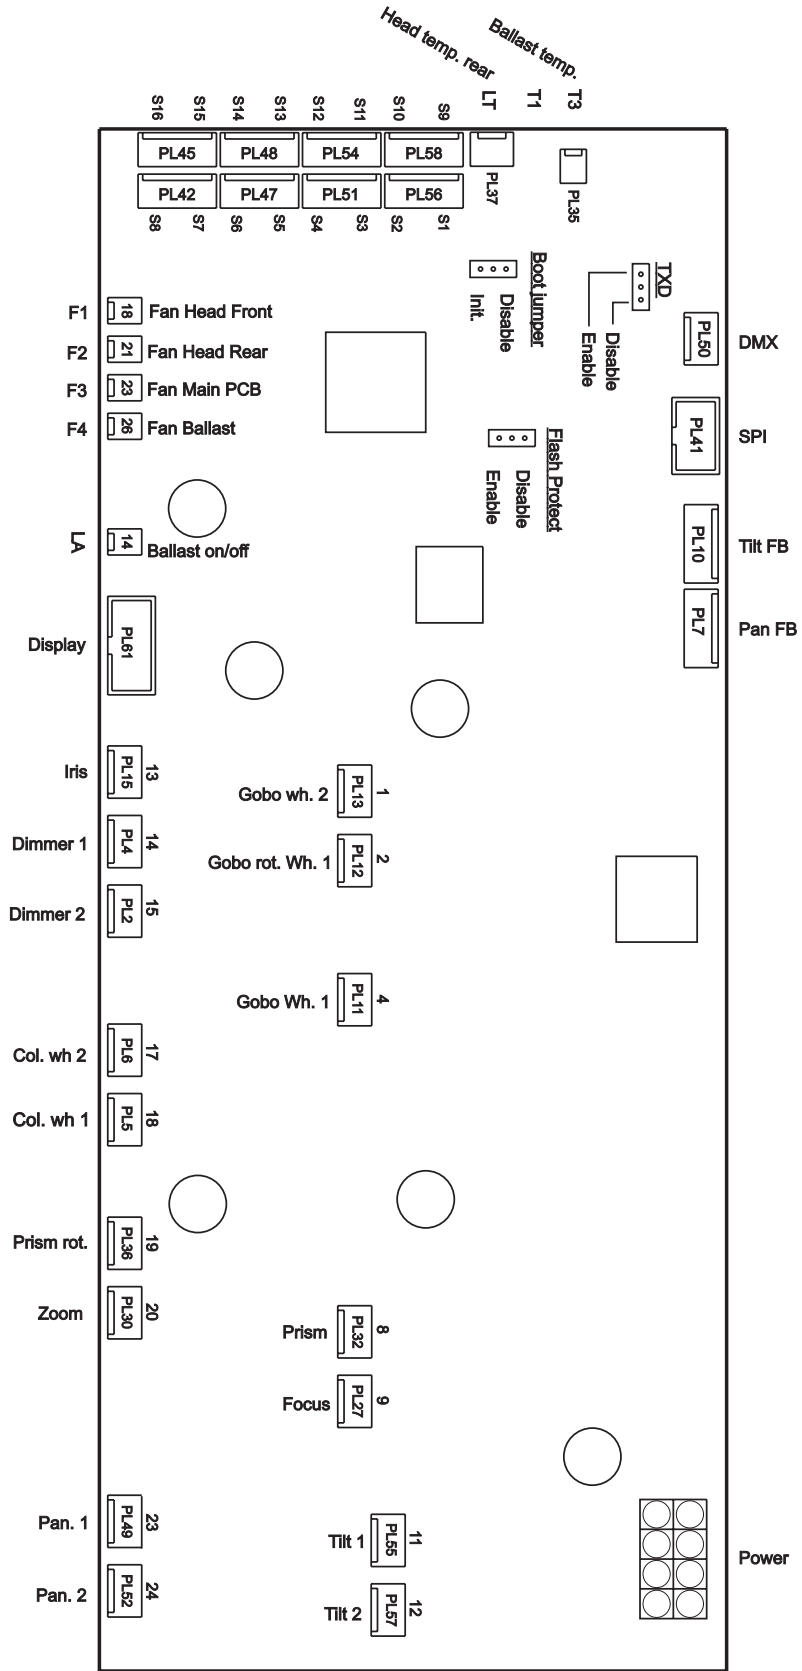 Head temp. rear
Ballast temp.
S16 S15 S14 S13 S12 S11 S10 S9 LT T1 T3
PL45 PL48 PL54 PL58
PL37
PL35
PL42 PL47 PL51 PL56
S8 S7 S6 S5 S4 S3 S2 S1
Boot jumper
Disable
Init.
TXD
Disable
Enable
F1 18 Fan Head Front
F2 21 Fan Head Rear
F3 23 Fan Main PCB
F4 26 Fan Ballast
PL50 DMX
PL41 SPI
Flash Protect
Disable
Enable
LA 14 Ballast on/off
PL10 Tilt FB
PL7 Pan FB
Display PL61
Iris PL15 13
Gobo wh. 2 PL13 1
Dimmer 1 PL4 14
Gobo rot. Wh. 1 PL12 2
Dimmer 2 PL2 15
Gobo Wh. 1 PL11 4
Col. wh 2 PL6 17
Col. wh 1 PL5 18
Prism rot. PL36 19
Zoom PL30 20
Prism PL32 8
Focus PL27 9
Pan. 1 PL49 23
Tilt 1 PL55 11
Power
Pan. 2 PL52 24
Tilt 2 PL57 12